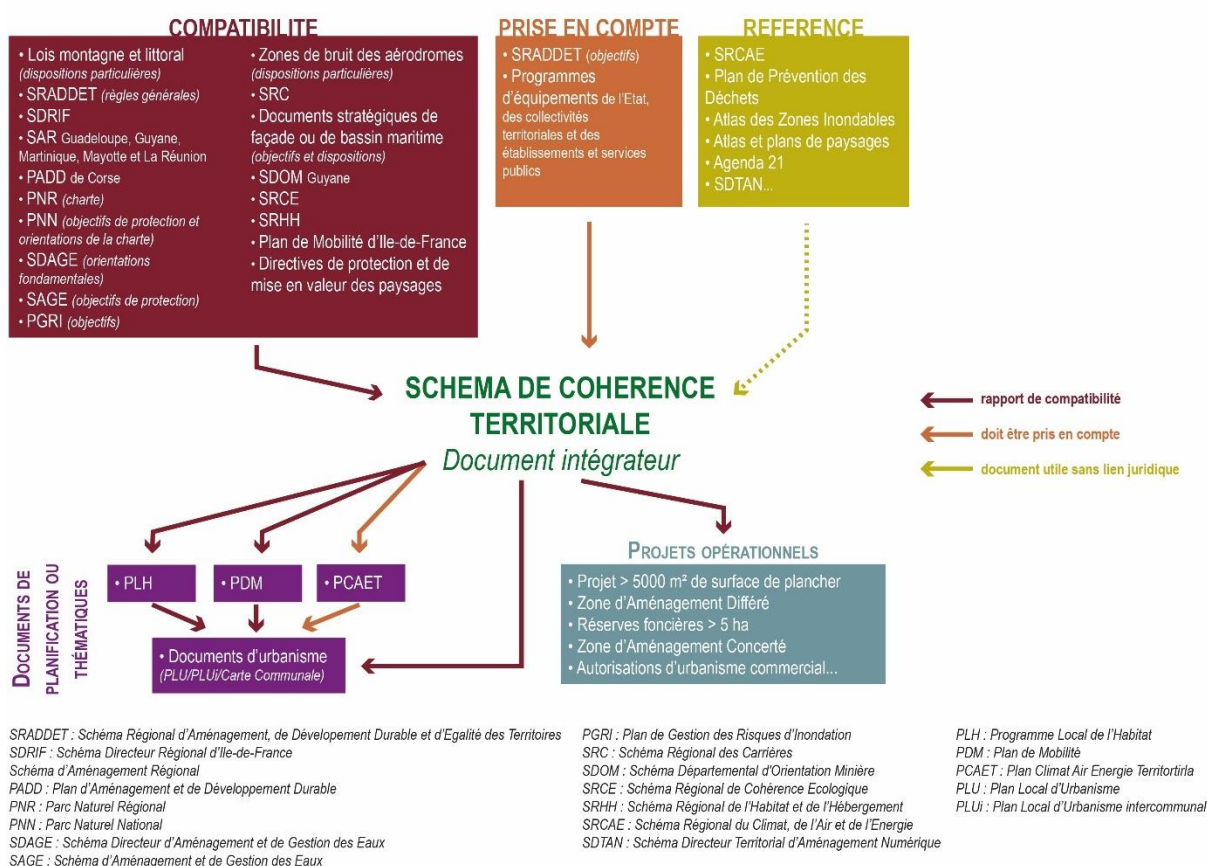 COMPATIBILITE
• Lois montagne et littoral
(dispositions particulières)
• SRADDET (règles générales)
• SDRIF
• SAR Guadeloupe, Guyane,
Martinique, Mayotte et La Réunion
• PADD de Corse
• PNR (charte)
• PNN (objectifs de protection et
orientations de la charte)
• SDAGE (orientations
fondamentales)
• SAGE (objectifs de protection)
• PGRI (objectifs)
• Zones de bruit des aérodromes
(dispositions particulières)
• SRC
• Documents stratégiques de
façade ou de bassin maritime
(objectifs et dispositions)
• SDOM Guyane
• SRCE
• SRHH
• Plan de Mobilité d'Ile-de-France
• Directives de protection et de
mise en valeur des paysages
PRISE EN COMPTE
• SRADDET (objectifs)
• Programmes
d'équipements de l'Etat,
des collectivités
territoriales et des
établissements et services
publics
REFERENCE
• SRCAE
• Plan de Prévention des
Déchets
• Atlas des Zones Inondables
• Atlas et plans de paysages
• Agenda 21
• SDTAN...
SCHEMA DE COHERENCE
TERRITORIALE
Document intégrateur
rapport de compatibilité
doit être pris en compte
document utile sans lien juridique
DOCUMENTS DE
PLANIFICATION OU
THÉMATIQUES
• PLH
• PDM
• PCAET
• Documents d'urbanisme
(PLU/PLUi/Carte Communale)
PROJETS OPÉRATIONNELS
• Projet > 5000 m² de surface de plancher
• Zone d'Aménagement Différé
• Réserves foncières > 5 ha
• Zone d'Aménagement Concerté
• Autorisations d'urbanisme commercial...
SRADDET : Schéma Régional d'Aménagement, de Dévelopement Durable et d'Egalité des Territoires
SDRIF : Schéma Directeur Régional d'Ile-de-France
Schéma d'Aménagement Régional
PADD : Plan d'Aménagement et de Dévelopment Durable
PNR : Parc Naturel Régional
PNN : Parc Naturel National
SDAGE : Schéma Directeur d'Aménagement et de Gestion des Eaux
SAGE : Schéma d'Aménagement et de Gestion des Eaux
PGRI : Plan de Gestion des Risques d'Inondation
SRC : Schéma Régional des Carrières
SDOM : Schéma Départemental d'Orientation Minière
SRCE : Schéma Régional de Cohérence Ecologique
SRHH : Schéma Régional de l'Habitat et de l'Hébergement
SRCAE : Schéma Régional du Climat, de l'Air et de l'Energie
SDTAN : Schéma Directeur Territorial d'Aménagement Numérique
PLH : Programme Local de l'Habitat
PDM : Plan de Mobilité
PCAET : Plan Climat Air Energie Territortirla
PLU : Plan Local d'Urbanisme
PLUi : Plan Local d'Urbanisme intercommunal